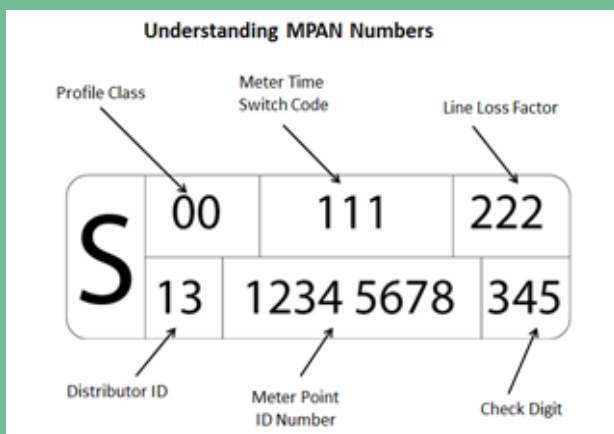 Understanding MPAN Numbers
Profile Class
Meter Time
Switch Code
Line Loss Factor
S
00 111 222
13 1234 5678 345
Distributor ID
Meter Point
ID Number
Check Digit